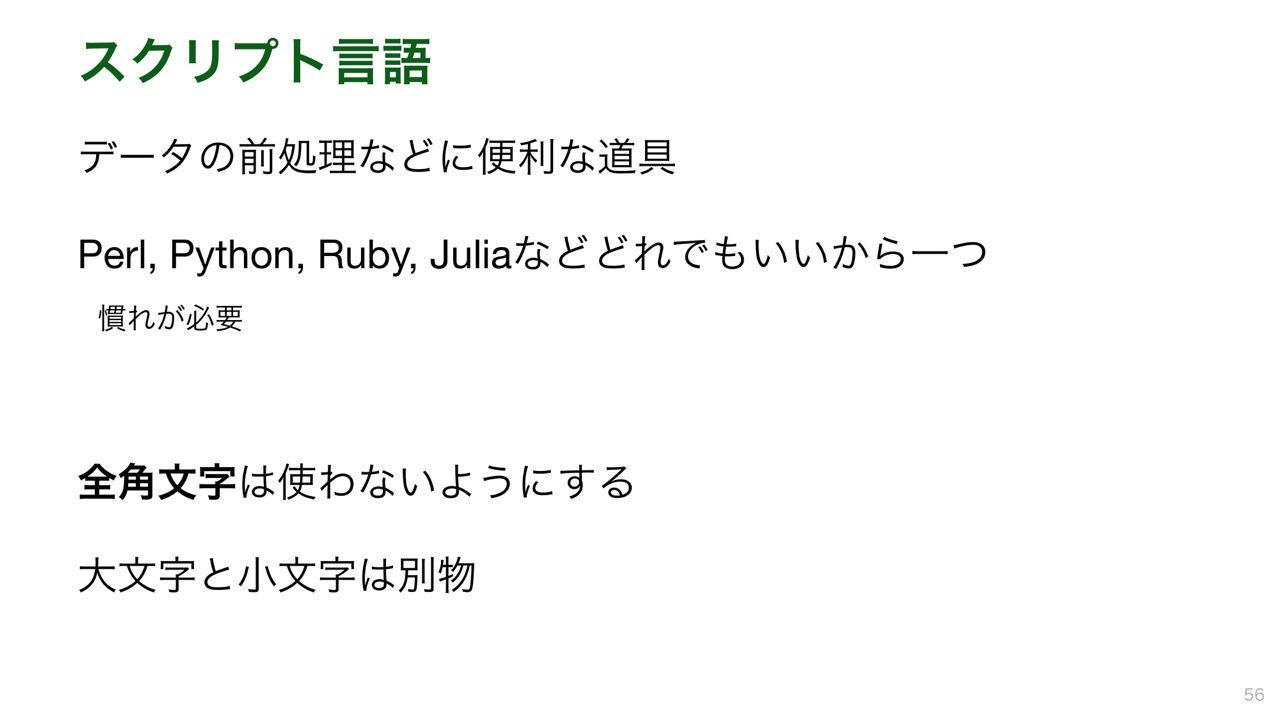 スクリプト言語
データの前処理などに便利な道具
Perl, Python, Ruby, Juliaなどどれでもいいから一つ
慣れが必要
全角文字は使わないようにする
大文字と小文字は別物
56